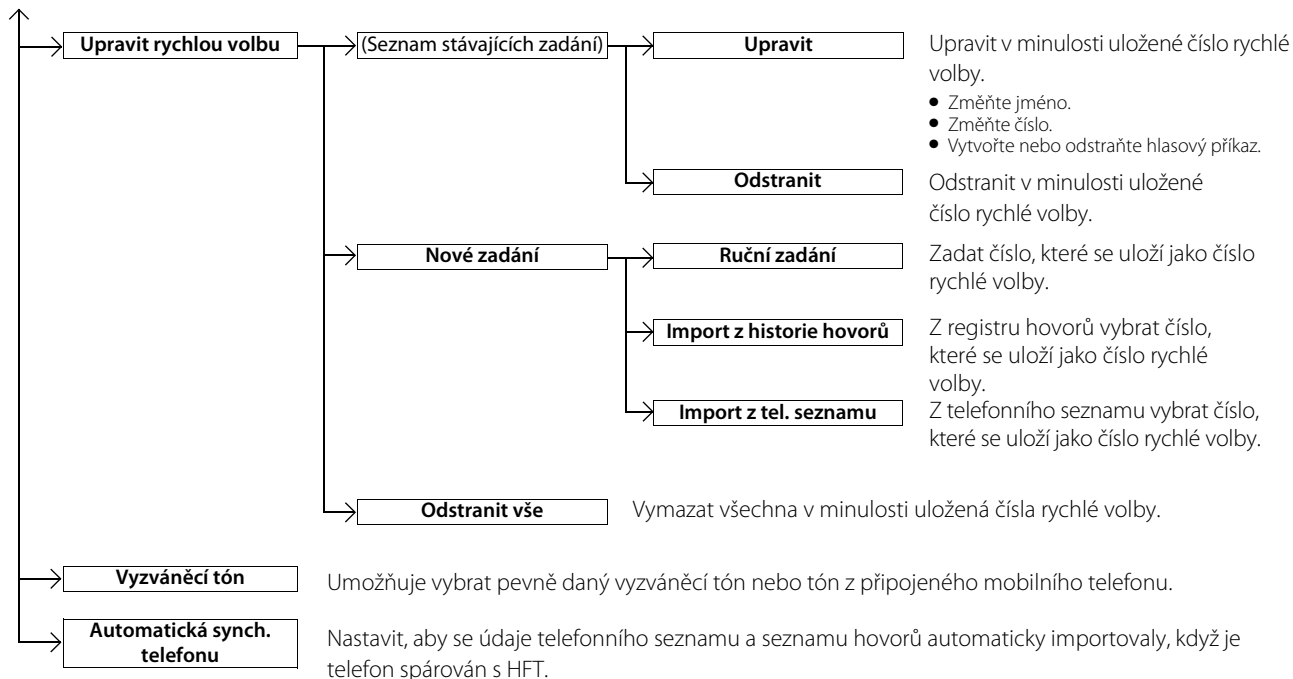 Upravit rychlou volbu
(Seznam stávajících zadání)
Upravit
Upravit v minulosti uložené číslo rychlé
volby.
● Změňte jméno.
● Změňte číslo.
● Vytvořte nebo odstraňte hlasový příkaz.
Odstranit
Odstranit v minulosti uložené
číslo rychlé volby.
Nové zadání
Ruční zadání
Zadat číslo, které se uloží jako číslo
rychlé volby.
Import z historie hovorů
Z registru hovorů vybrat číslo,
které se uloží jako číslo rychlé
volby.
Import z tel. seznamu
Z telefonního seznamu vybrat číslo,
které se uloží jako číslo rychlé volby.
Odstranit vše
Vymazat všechna v minulosti uložená čísla rychlé volby.
Vyzváněcí tón
Umožňuje vybrat pevně daný vyzváněcí tón nebo tón z připojeného mobilního telefonu.
Automatická synch.
telefonu
Nastavit, aby se údaje telefonního seznamu a seznamu hovorů automaticky importovaly, když je
telefon spárován s HFT.